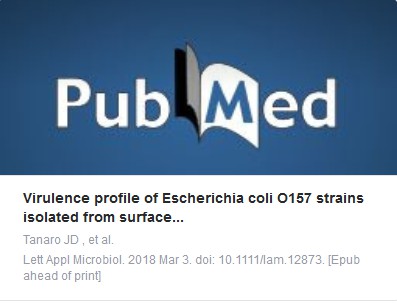 PubMed
Virulence profile of Escherichia coli O157 strains
isolated from surface...
Tanaro JD , et al.
Lett Appl Microbiol. 2018 Mar 3. doi: 10.1111/lam.12873. [Epub
ahead of print]